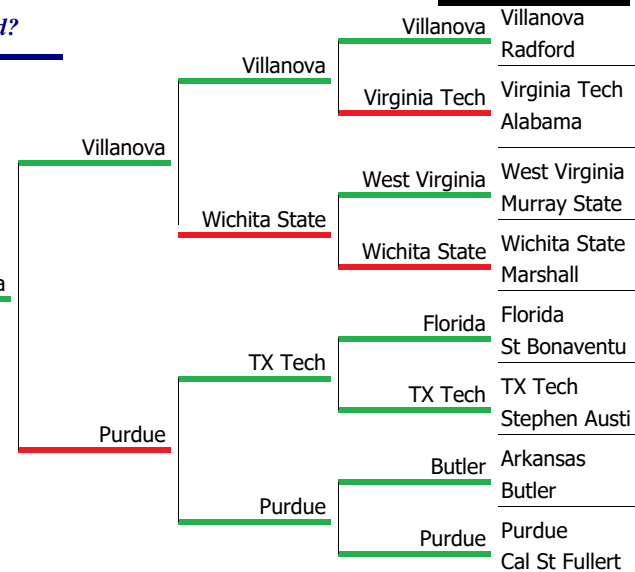 d?
Villanova
Villanova
Radford
Villanova
Virginia Tech
Virginia Tech
Alabama
Villanova
West Virginia
West Virginia
Murray State
Wichita State
Wichita State
Wichita State
Marshall
a
Florida
Florida
St Bonaventu
TX Tech
TX Tech
TX Tech
Stephen Austi
Purdue
Butler
Arkansas
Butler
Purdue
Purdue
Purdue
Cal St Fullert